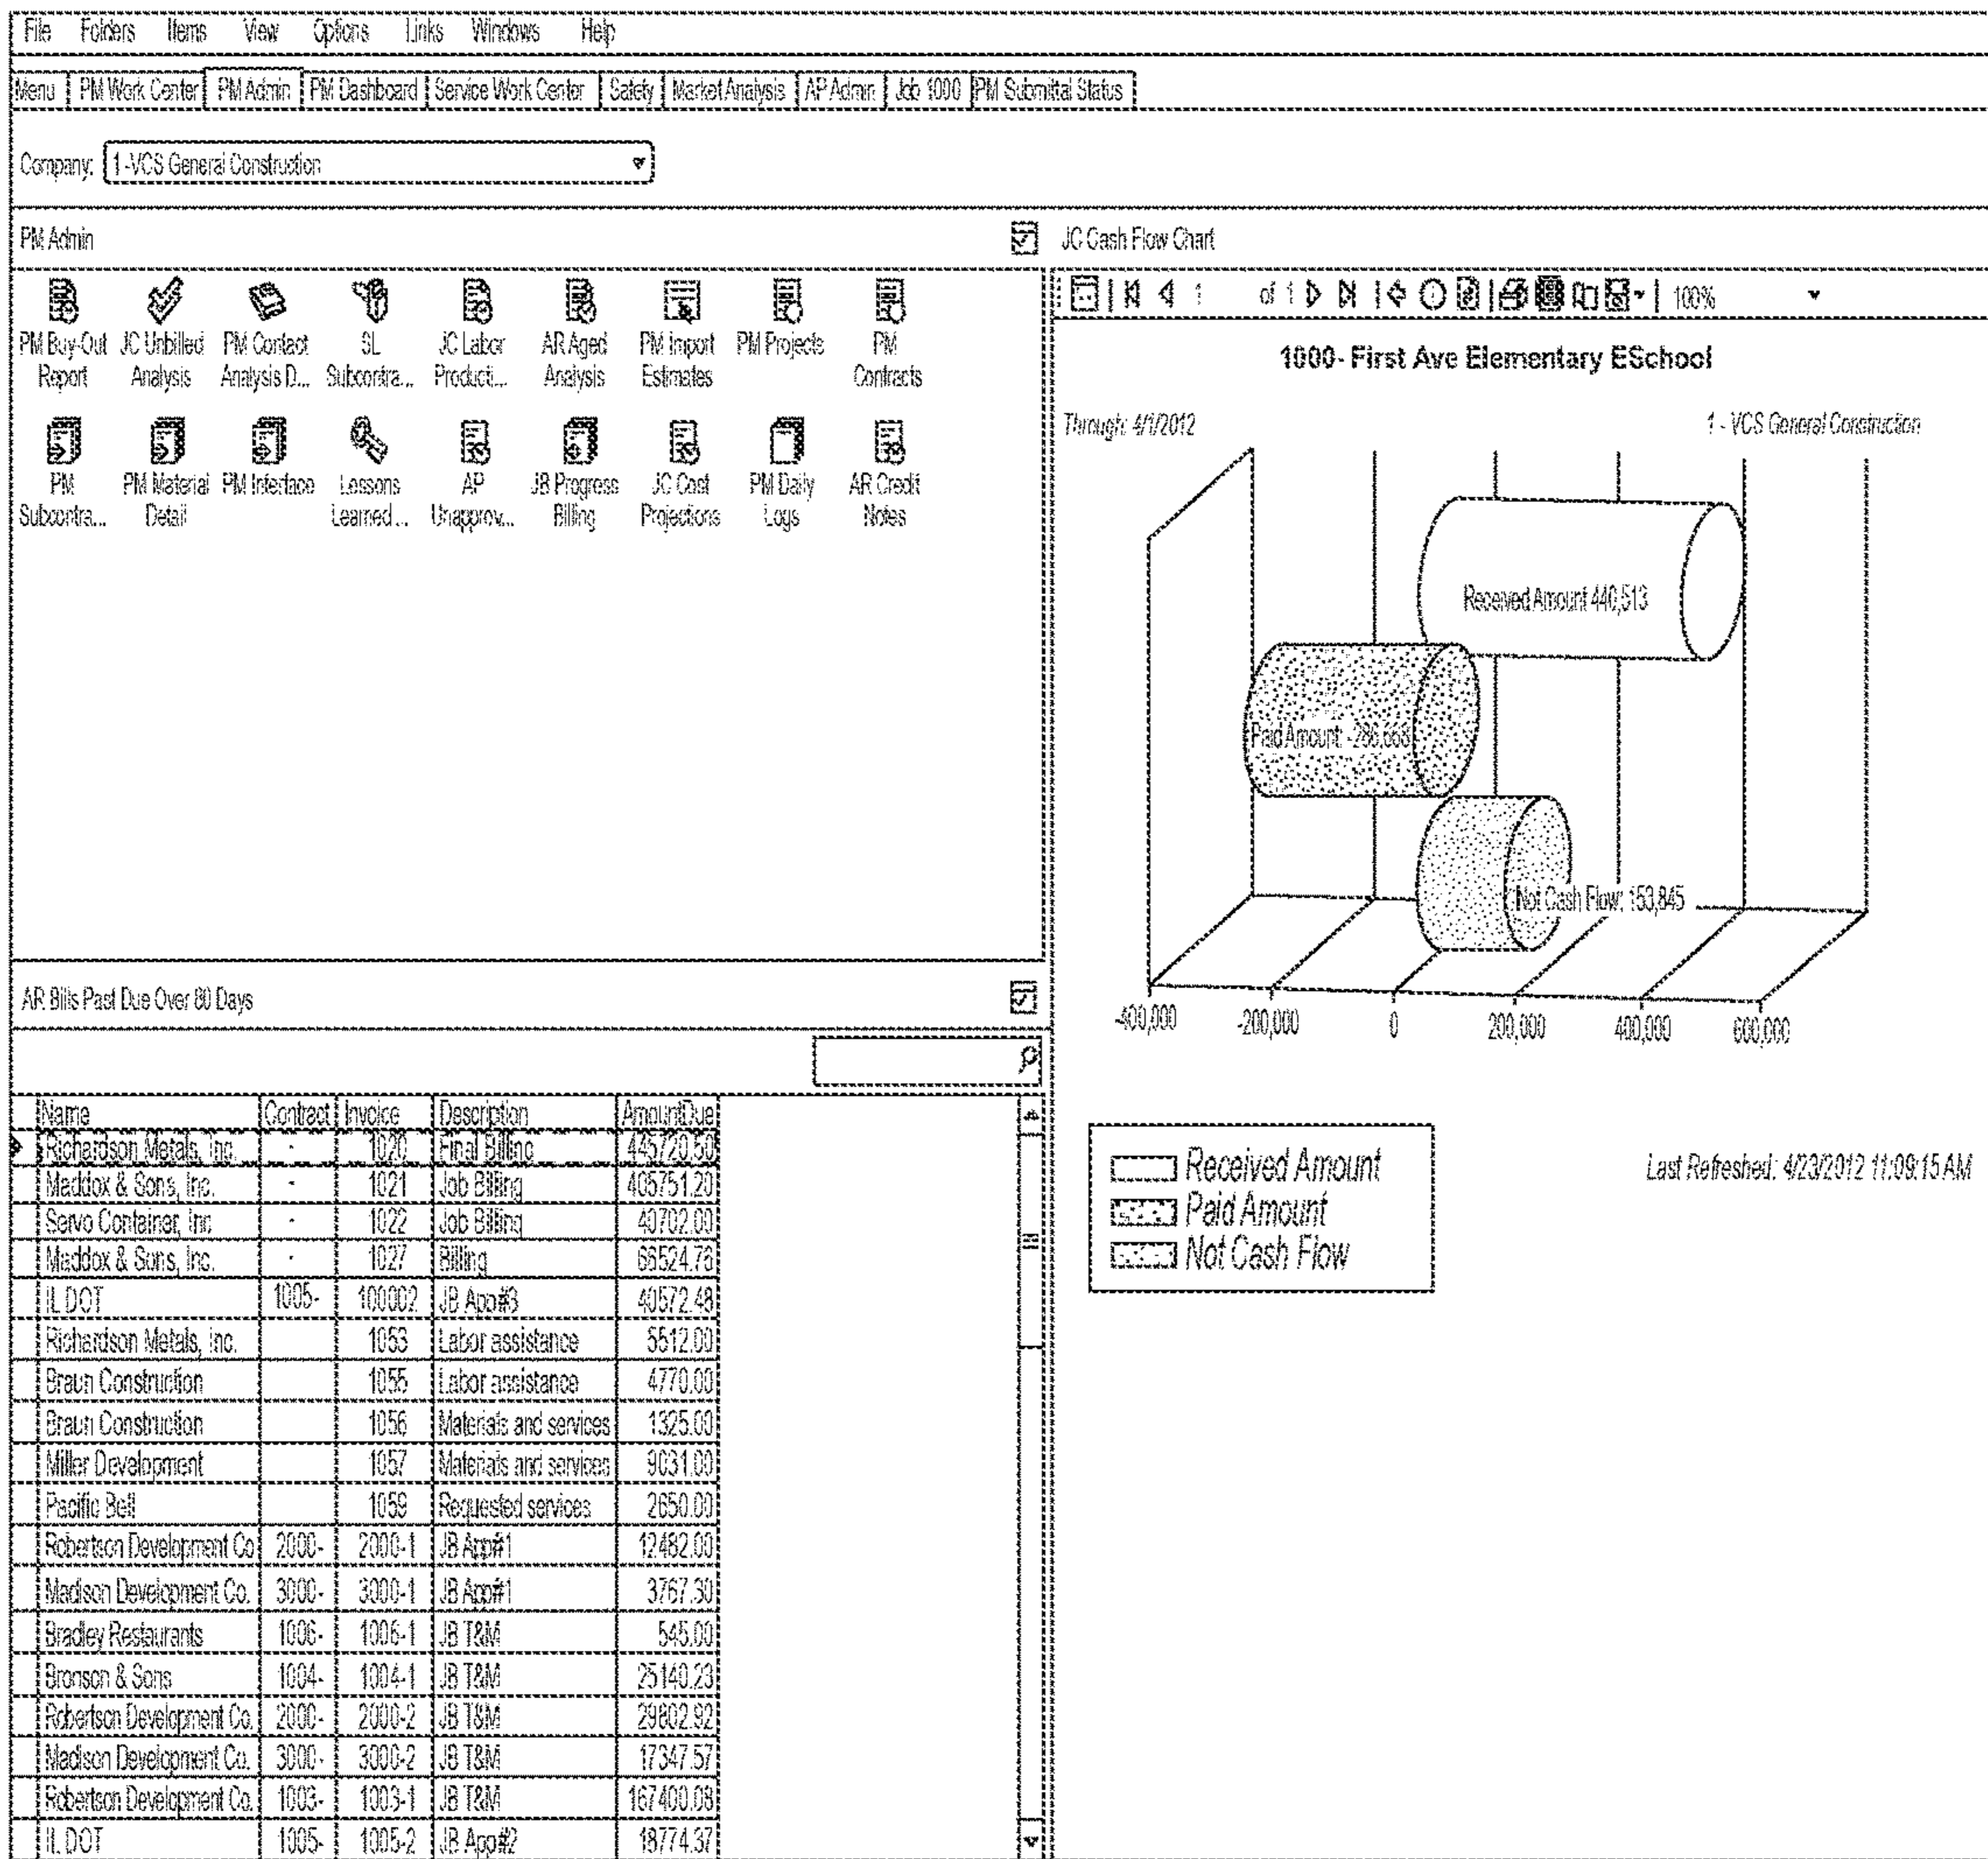 File Folders Items View Options Links Windows Help
Menu PM Work Center PM Admin PM Dashboard Service Work Center Safety Market Analysis AP Admin Job 1000 PM Submittal Status
Company: 1-VCS General Construction
PM Admin
PM Buy-Out Report
JC Unbilled Analysis
PM Contact Analysis D...
SL Subcontra...
JC Labor Producti...
AR Aged Analysis
PM Import Estimates
PM Projects
PM Contracts
PM Subcontra...
PM Material Detail
PM Interface
Lessons Learned ...
AP Unapprov...
JB Progress Billing
JC Cost Projections
PM Daily Logs
AR Credit Notes
JC Cash Flow Chart
1 of 1 100%
1000- First Ave Elementary ESchool
Through: 4/1/2012
1 - VCS General Construction
Received Amount 440,513
Paid Amount: -286,668
Not Cash Flow: 153,845
-400,000 -200,000 0 200,000 400,000 600,000
Received Amount
Paid Amount
Not Cash Flow
Last Refreshed: 4/23/2012 11:09:15 AM
AR Bills Past Due Over 80 Days
Name Contract Invoice Description AmountDue
Richardson Metals, Inc. - 1020 Final Billing 445720.50
Maddox & Sons, Inc. - 1021 Job Billing 405751.20
Servo Container, Inc - 1022 Job Billing 40702.00
Maddox & Sons, Inc. - 1027 Billing 66524.76
IL DOT 1005- 100002 JB App#3 40572.48
Richardson Metals, Inc. 1053 Labor assistance 5512.00
Braun Construction 1055 Labor assistance 4770.00
Braun Construction 1056 Materials and services 1325.00
Miller Development 1057 Materials and services 9031.00
Pacific Bell 1059 Requested services 2650.00
Robertson Development Co 2000- 2000-1 JB App#1 12482.00
Madison Development Co. 3000- 3000-1 JB App#1 3767.30
Bradley Restaurants 1006- 1006-1 JB T&M 545.00
Bronson & Sons 1004- 1004-1 JB T&M 25140.23
Robertson Development Co. 2000- 2000-2 JB T&M 29602.92
Madison Development Co. 3000- 3000-2 JB T&M 17347.57
Robertson Development Co. 1003- 1003-1 JB T&M 167400.08
IL DOT 1005- 1005-2 JB App#2 18774.37